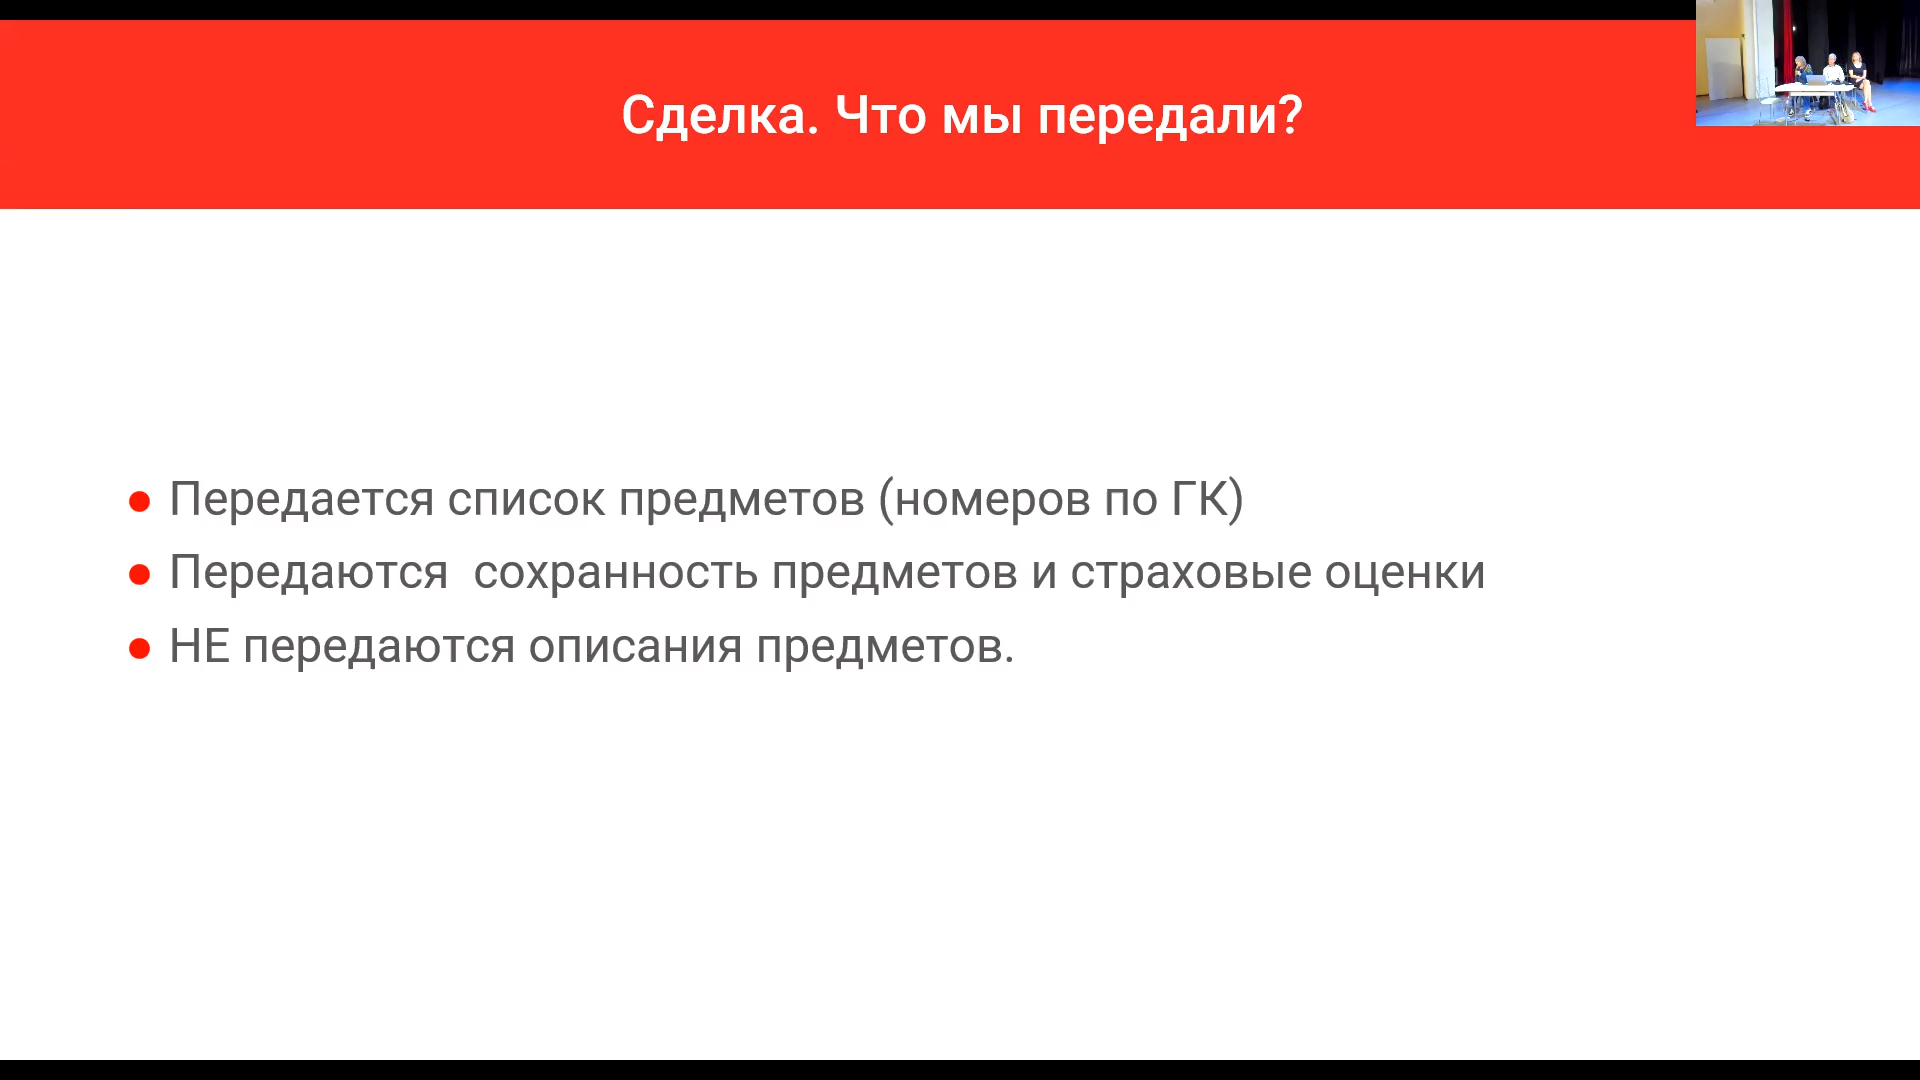 Сделка. Что мы передали?
● Передается список предметов (номеров по ГК)
● Передаются  сохранность предметов и страховые оценки
● НЕ передаются описания предметов.